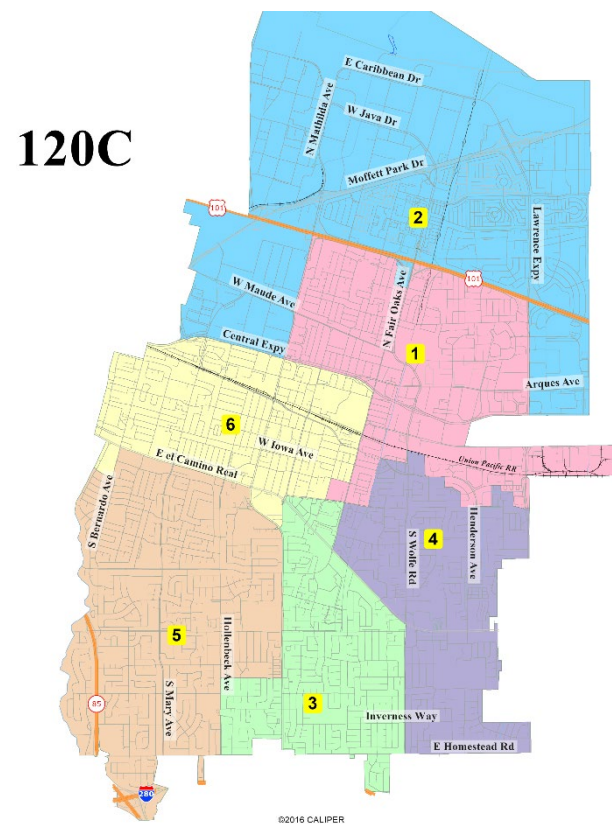 120C
E Caribbean Dr
N Mathilda Ave
W Java Dr
Moffett Park Dr
101
2
Lawrence Expy
W Maude Ave
N Fair Oaks Ave
101
Central Expy
1
Arques Ave
6
W Iowa Ave
E el Camino Real
Union Pacific RR
S Bernardo Ave
S Wolfe Rd
4
Henderson Ave
5
Hollenbeck Ave
S Mary Ave
3
85
Inverness Way
E Homestead Rd
280
©2016 CALIPER